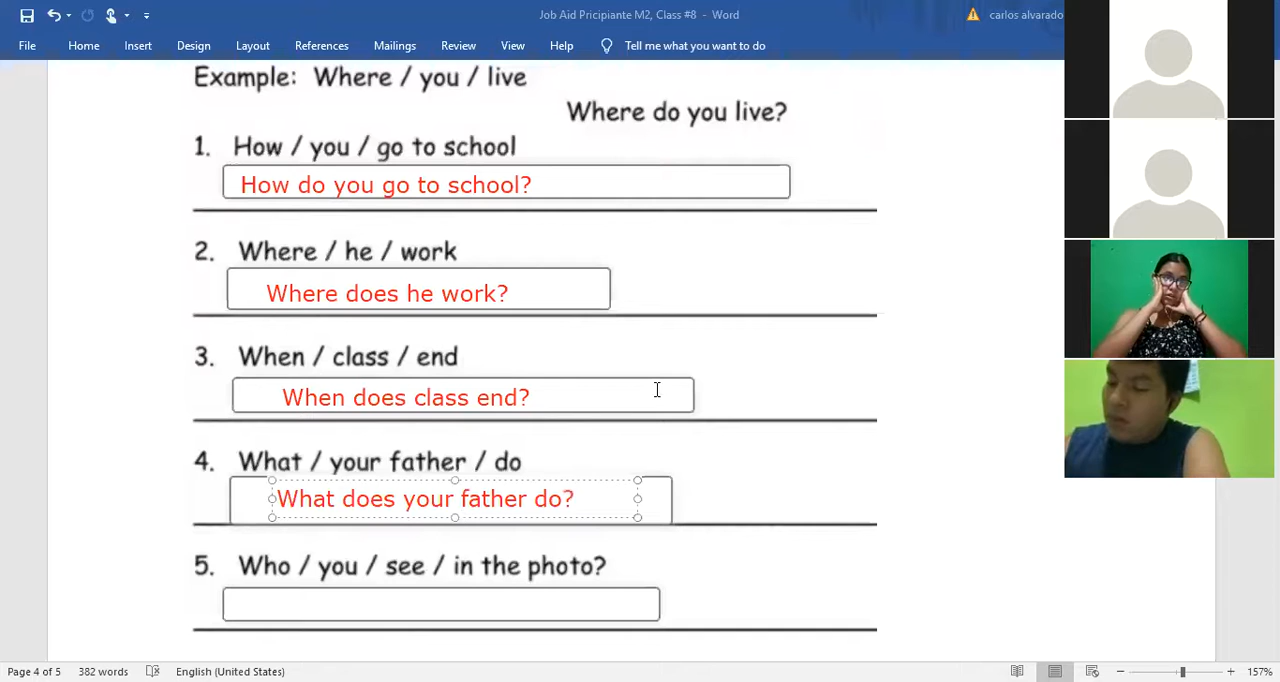 Job Aid Pricipiante M2, Class #8 - Word
carlos alvarado
File Home Insert Design Layout References Mailings Review View Help Tell me what you want to do
Example: Where / you / live
Where do you live?
1. How / you / go to school
How do you go to school?
2. Where / he / work
Where does he work?
3. When / class / end
When does class end?
4. What / your father / do
What does your father do?
5. Who / you / see / in the photo?
Page 4 of 5 382 words English (United States) 157%